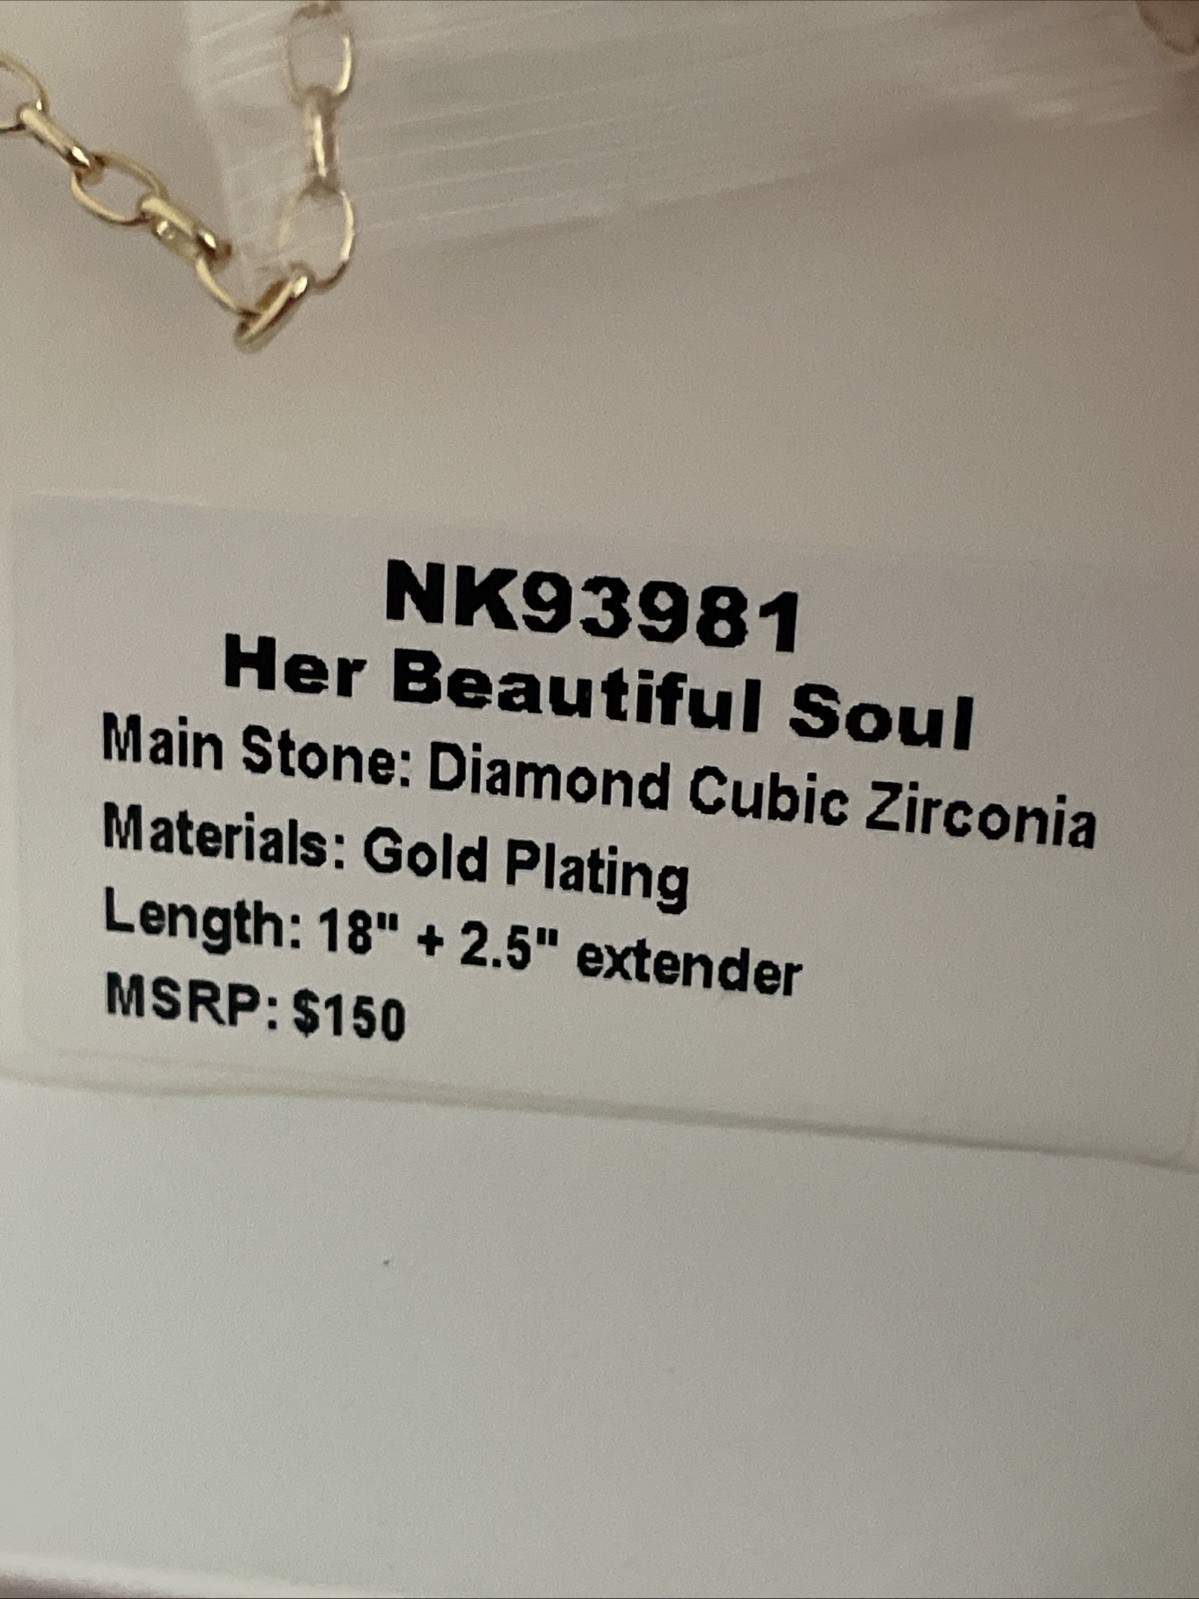 NK93981
Her Beautiful Soul
Main Stone: Diamond Cubic Zirconia
Materials: Gold Plating
Length: 18" + 2.5" extender
MSRP: $150